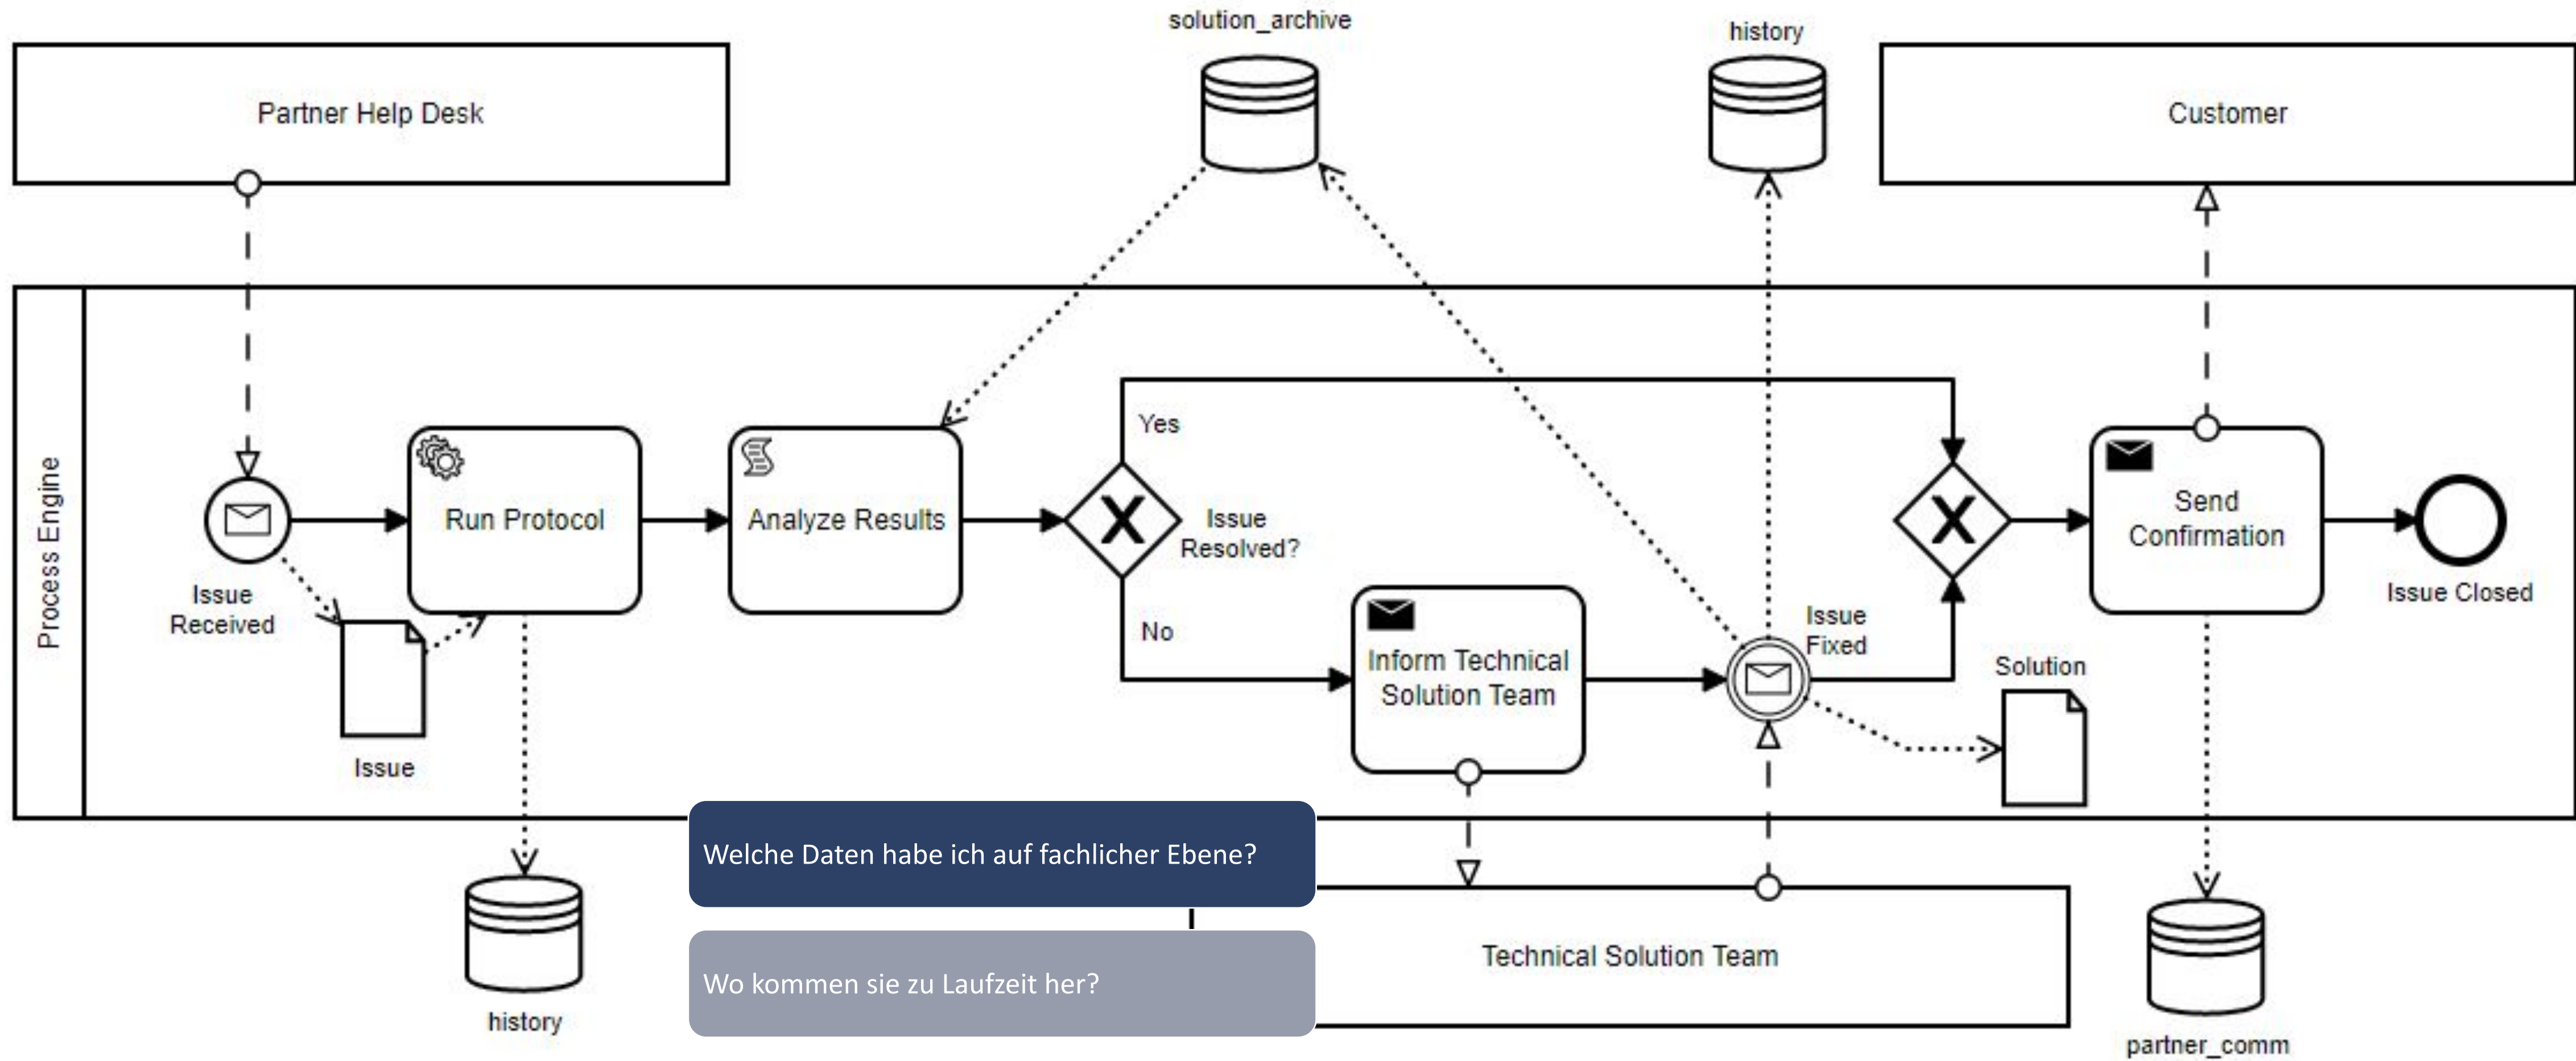 solution_archive
history
Partner Help Desk
Customer
Process Engine
Yes
Run Protocol
Analyze Results
Issue
Resolved?
Send
Confirmation
Issue
Received
Issue Closed
No
Issue
Fixed
Inform Technical
Solution Team
Solution
Issue
Welche Daten habe ich auf fachlicher Ebene?
Technical Solution Team
Wo kommen sie zu Laufzeit her?
history
partner_comm